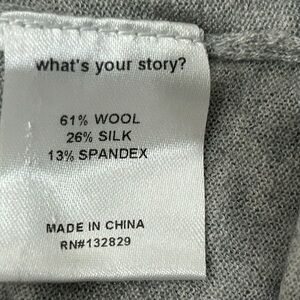 what's your story?
61% WOOL
26% SILK
13% SPANDEX
MADE IN CHINA
RN#132829